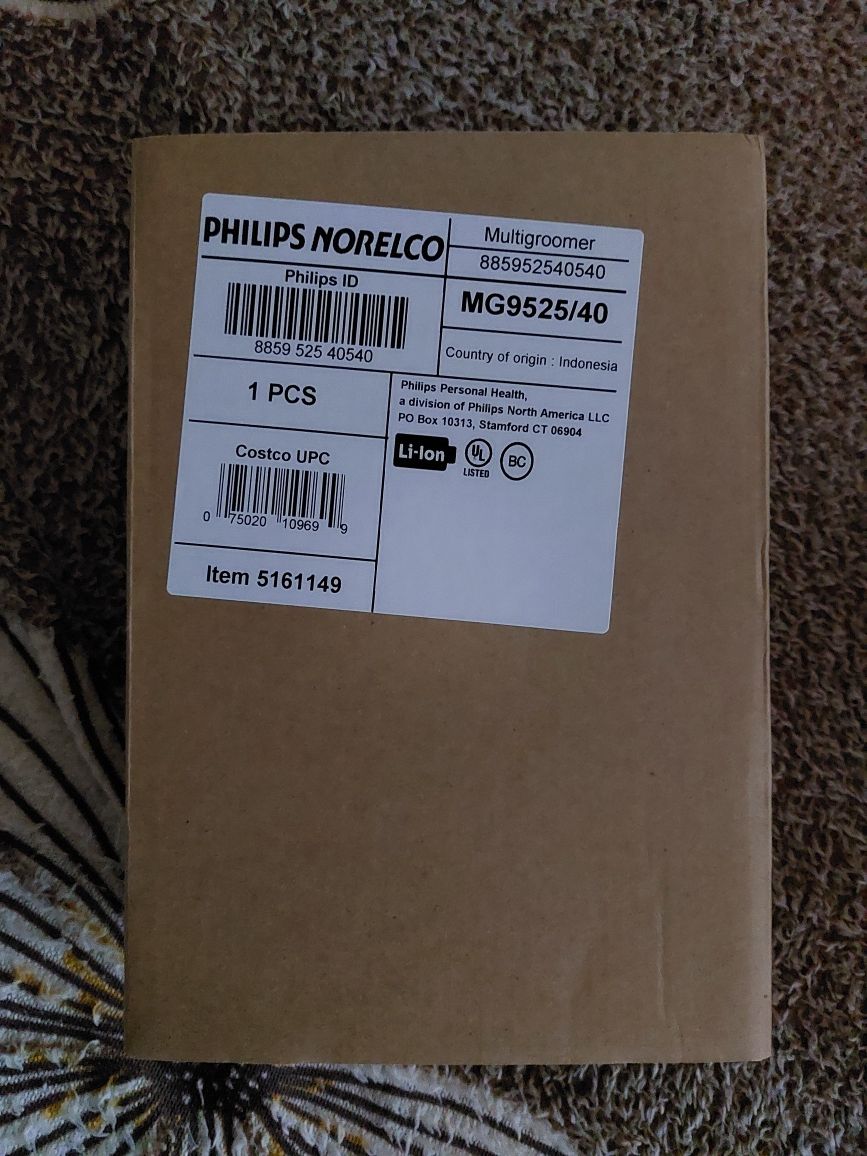 PHILIPS NORELCO
Multigroomer
885952540540
Philips ID
8859 525 40540
MG9525/40
Country of origin : Indonesia
1 PCS
Philips Personal Health,
a division of Philips North America LLC
PO Box 10313, Stamford CT 06904
Li-Ion
UL
LISTED
BC
Costco UPC
0 75020 10969 9
Item 5161149